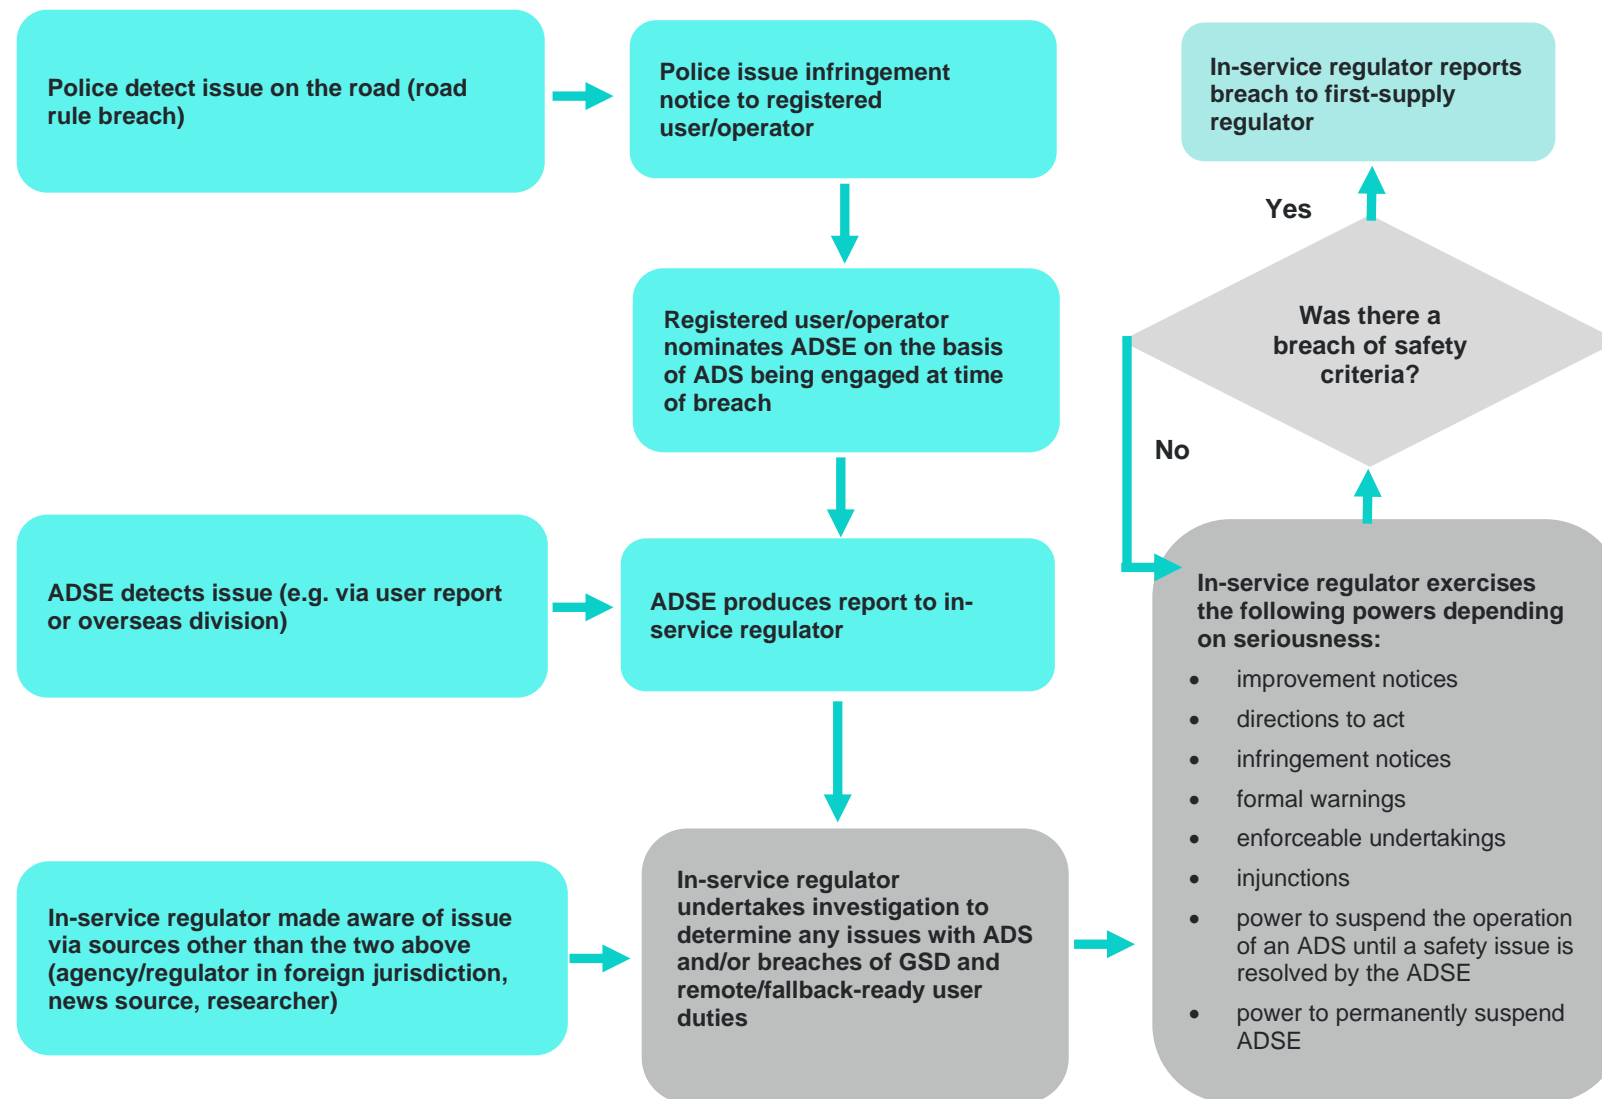 Police detect issue on the road (road
rule breach)
Police issue infringement
notice to registered
user/operator
Registered user/operator
nominates ADSE on the basis
of ADS being engaged at time
of breach
ADSE detects issue (e.g. via user report
or overseas division)
ADSE produces report to in-
service regulator
In-service regulator made aware of issue
via sources other than the two above
(agency/regulator in foreign jurisdiction,
news source, researcher)
In-service regulator
undertakes investigation to
determine any issues with ADS
and/or breaches of GSD and
remote/fallback-ready user
duties
In-service regulator exercises
the following powers depending
on seriousness:
• improvement notices
• directions to act
• infringement notices
• formal warnings
• enforceable undertakings
• injunctions
• power to suspend the operation
of an ADS until a safety issue is
resolved by the ADSE
• power to permanently suspend
ADSE
Was there a
breach of safety
criteria?
No
Yes
In-service regulator reports
breach to first-supply
regulator